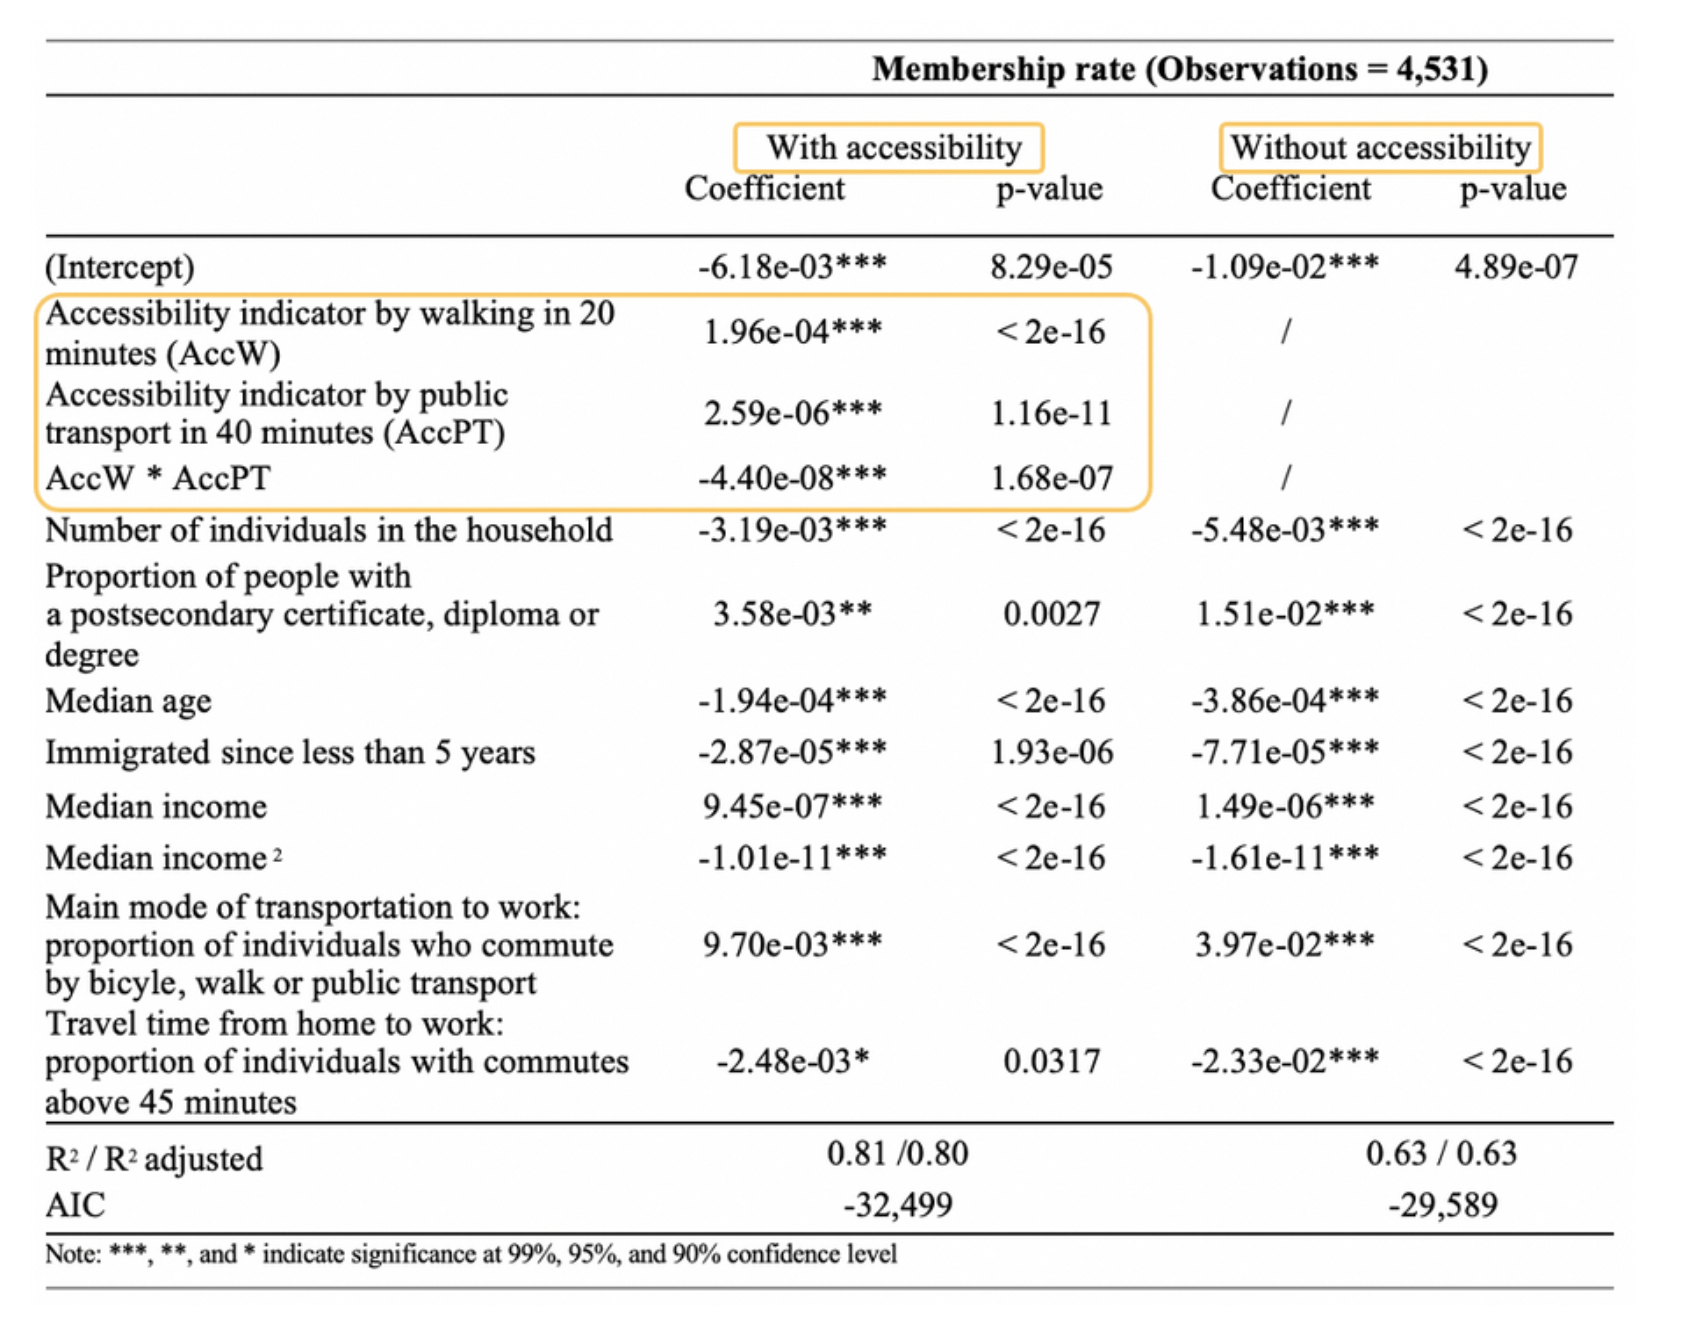 Membership rate (Observations = 4,531)
With accessibility Without accessibility
Coefficient p-value Coefficient p-value
(Intercept) -6.18e-03*** 8.29e-05 -1.09e-02*** 4.89e-07
Accessibility indicator by walking in 20
minutes (AccW) 1.96e-04*** < 2e-16 /
Accessibility indicator by public
transport in 40 minutes (AccPT) 2.59e-06*** 1.16e-11 /
AccW * AccPT -4.40e-08*** 1.68e-07 /
Number of individuals in the household -3.19e-03*** < 2e-16 -5.48e-03*** < 2e-16
Proportion of people with
a postsecondary certificate, diploma or 3.58e-03** 0.0027 1.51e-02*** < 2e-16
degree
Median age -1.94e-04*** < 2e-16 -3.86e-04*** < 2e-16
Immigrated since less than 5 years -2.87e-05*** 1.93e-06 -7.71e-05*** < 2e-16
Median income 9.45e-07*** < 2e-16 1.49e-06*** < 2e-16
Median income ² -1.01e-11*** < 2e-16 -1.61e-11*** < 2e-16
Main mode of transportation to work:
proportion of individuals who commute 9.70e-03*** < 2e-16 3.97e-02*** < 2e-16
by bicyle, walk or public transport
Travel time from home to work:
proportion of individuals with commutes -2.48e-03* 0.0317 -2.33e-02*** < 2e-16
above 45 minutes
R² / R² adjusted 0.81 /0.80 0.63 / 0.63
AIC -32,499 -29,589
Note: ***, **, and * indicate significance at 99%, 95%, and 90% confidence level